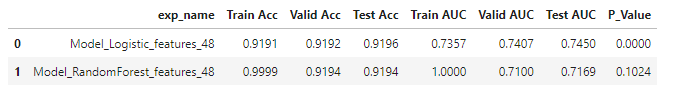 exp_name Train Acc Valid Acc Test Acc Train AUC Valid AUC Test AUC P_Value
0 Model_Logistic_features_48 0.9191 0.9192 0.9196 0.7357 0.7407 0.7450 0.0000
1 Model_RandomForest_features_48 0.9999 0.9194 0.9194 1.0000 0.7100 0.7169 0.1024